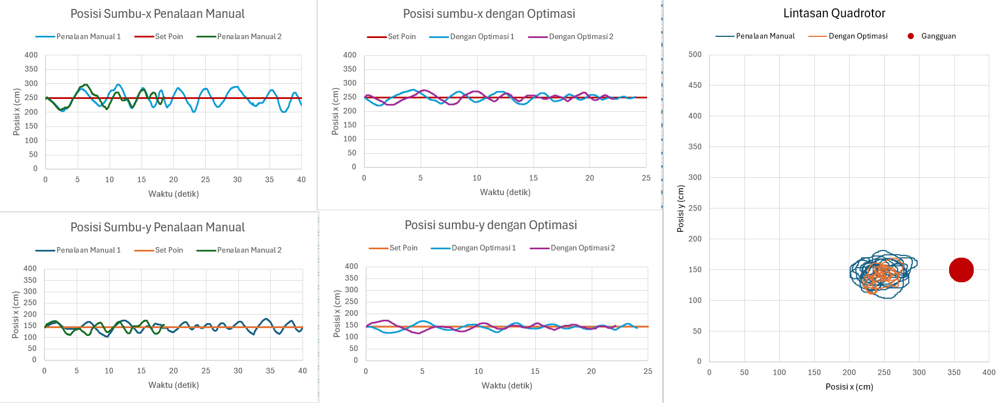 Posisi Sumbu-x Penalaan Manual
Penalaan Manual 1 Set Poin Penalaan Manual 2
400
350
300
250
200
150
100
50
0
Posisi x (cm)
0 5 10 15 20 25 30 35 40
Waktu (detik)
Posisi sumbu-x dengan Optimasi
Set Poin Dengan Optimasi 1 Dengan Optimasi 2
400
350
300
250
200
150
100
50
0
Posisi x (cm)
0 5 10 15 20 25
Waktu (detik)
Posisi Sumbu-y Penalaan Manual
Penalaan Manual 1 Set Poin Penalaan Manual 2
400
350
300
250
200
150
100
50
0
Posisi x (cm)
0 5 10 15 20 25 30 35 40
Waktu (detik)
Posisi sumbu-y dengan Optimasi
Set Poin Dengan Optimasi 1 Dengan Optimasi 2
400
350
300
250
200
150
100
50
0
Posisi x (cm)
0 5 10 15 20 25
Waktu (detik)
Lintasan Quadrotor
Penalaan Manual Dengan Optimasi Gangguan
500
450
400
350
300
250
200
150
100
50
0
Posisi y (cm)
0 50 100 150 200 250 300 350 400
Posisi x (cm)